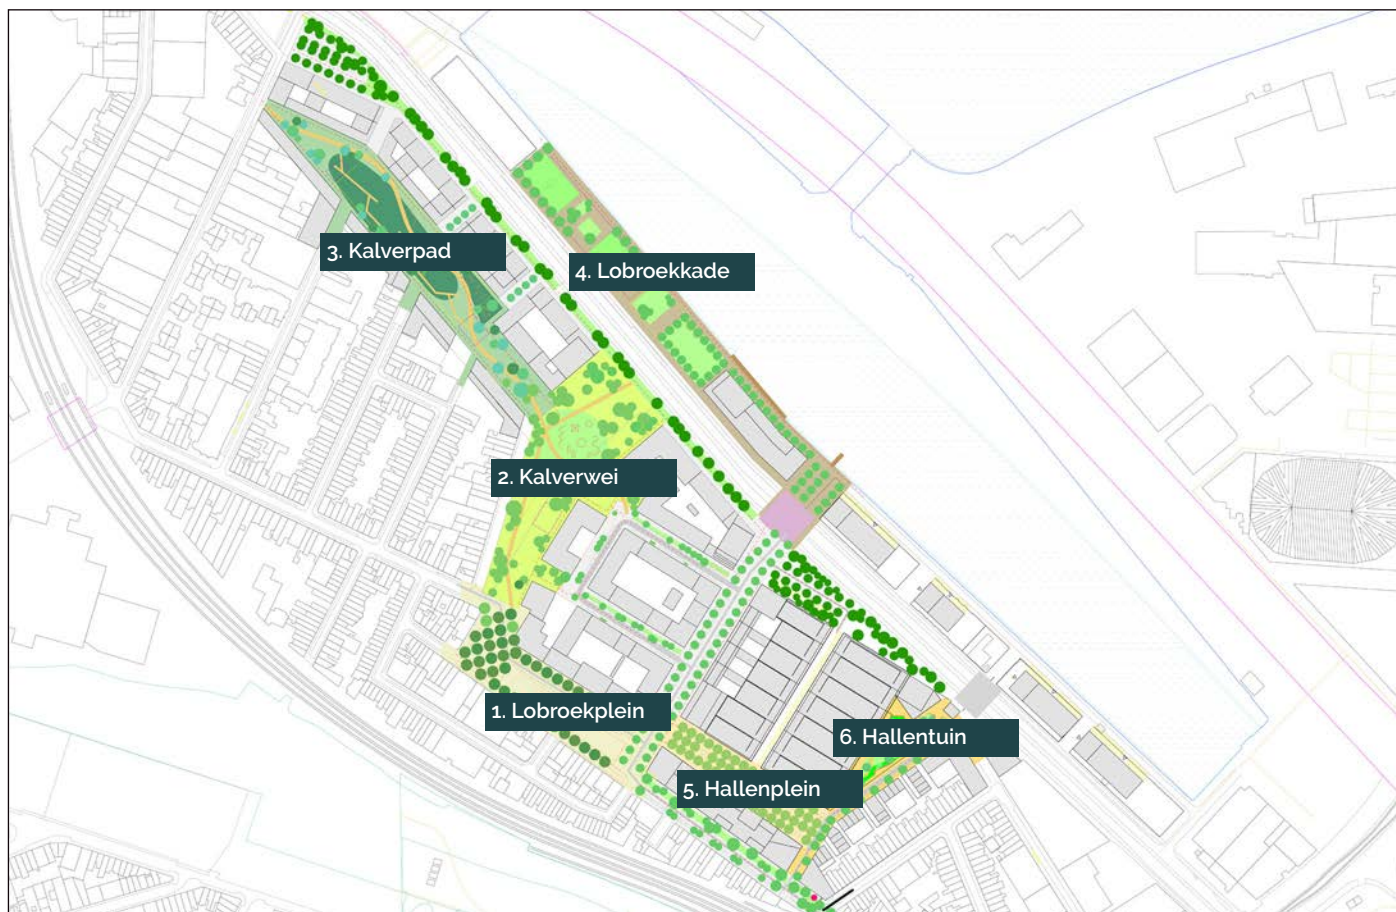 3. Kalverpad
4. Lobroekkade
2. Kalverwei
1. Lobroekplein
6. Hallentuin
5. Hallenplein